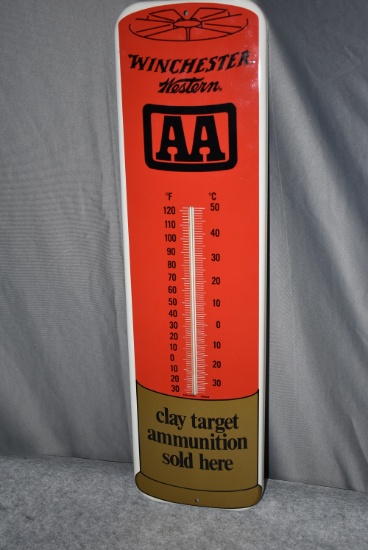 WINCHESTER
Western
AA
°F °C
120 50
110
100 40
90
80 30
70
60 20
50
40 10
30
20 0
10
0 10
10 20
20
30 30
clay target
ammunition
sold here